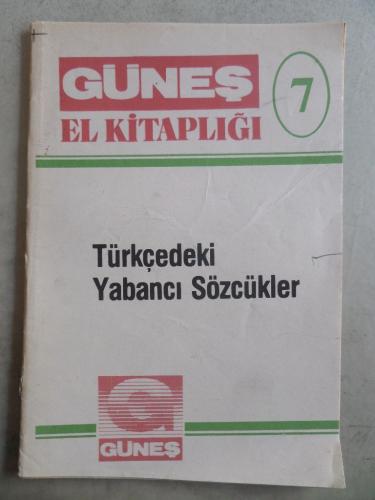 GÜNEŞ
EL KİTAPLIĞI
7
Türkçedeki
Yabancı Sözcükler
GÜNEŞ